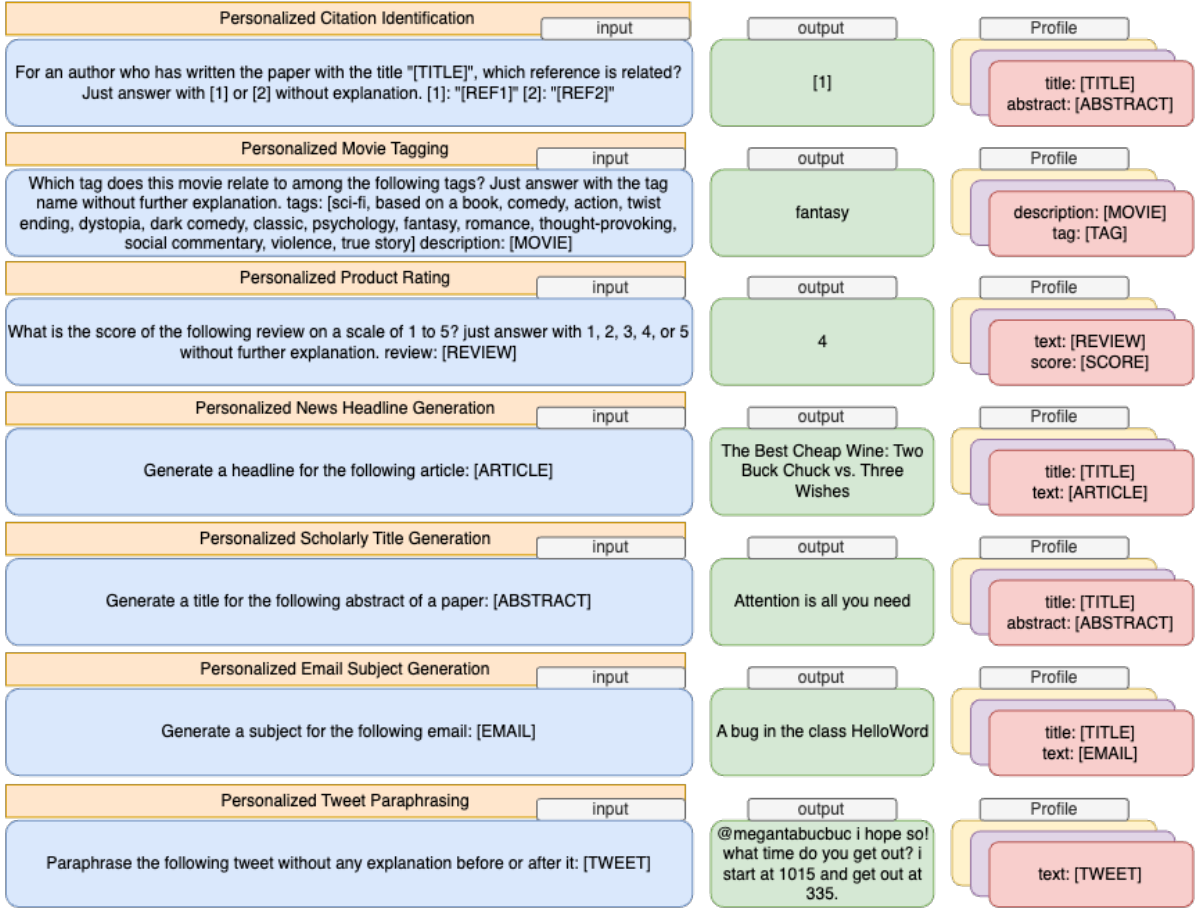 Personalized Citation Identification
input
output
Profile
For an author who has written the paper with the title "[TITLE]", which reference is related?
Just answer with [1] or [2] without explanation. [1]: "[REF1]" [2]: "[REF2]"
[1]
title: [TITLE]
abstract: [ABSTRACT]
Personalized Movie Tagging
input
output
Profile
Which tag does this movie relate to among the following tags? Just answer with the tag
name without further explanation. tags: [sci-fi, based on a book, comedy, action, twist
ending, dystopia, dark comedy, classic, psychology, fantasy, romance, thought-provoking,
social commentary, violence, true story] description: [MOVIE]
fantasy
description: [MOVIE]
tag: [TAG]
Personalized Product Rating
input
output
Profile
What is the score of the following review on a scale of 1 to 5? just answer with 1, 2, 3, 4, or 5
without further explanation. review: [REVIEW]
4
text: [REVIEW]
score: [SCORE]
Personalized News Headline Generation
input
output
Profile
Generate a headline for the following article: [ARTICLE]
The Best Cheap Wine: Two
Buck Chuck vs. Three
Wishes
title: [TITLE]
text: [ARTICLE]
Personalized Scholarly Title Generation
input
output
Profile
Generate a title for the following abstract of a paper: [ABSTRACT]
Attention is all you need
title: [TITLE]
abstract: [ABSTRACT]
Personalized Email Subject Generation
input
output
Profile
Generate a subject for the following email: [EMAIL]
A bug in the class HelloWord
title: [TITLE]
text: [EMAIL]
Personalized Tweet Paraphrasing
input
output
Profile
Paraphrase the following tweet without any explanation before or after it: [TWEET]
@megantabucbuc i hope so!
what time do you get out? i
start at 1015 and get out at
335.
text: [TWEET]